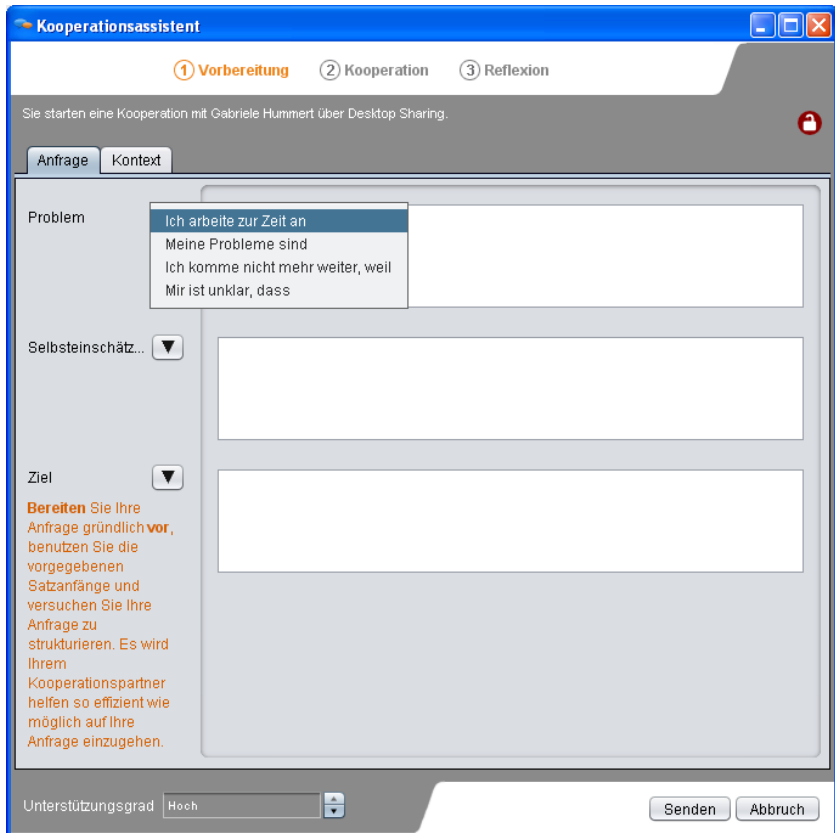 Kooperationsassistent
1 Vorbereitung 2 Kooperation 3 Reflexion
Sie starten eine Kooperation mit Gabriele Hummert über Desktop Sharing.
Anfrage Kontext
Problem
Ich arbeite zur Zeit an
Meine Probleme sind
Ich komme nicht mehr weiter, weil
Mir ist unklar, dass
Selbsteinschätz...
Ziel
Bereiten Sie Ihre
Anfrage gründlich vor,
benutzen Sie die
vorgegebenen
Satzanfänge und
versuchen Sie Ihre
Anfrage zu
strukturieren. Es wird
Ihrem
Kooperationspartner
helfen so effizient wie
möglich auf Ihre
Anfrage einzugehen.
Unterstützungsgrad Hoch
Senden Abbruch